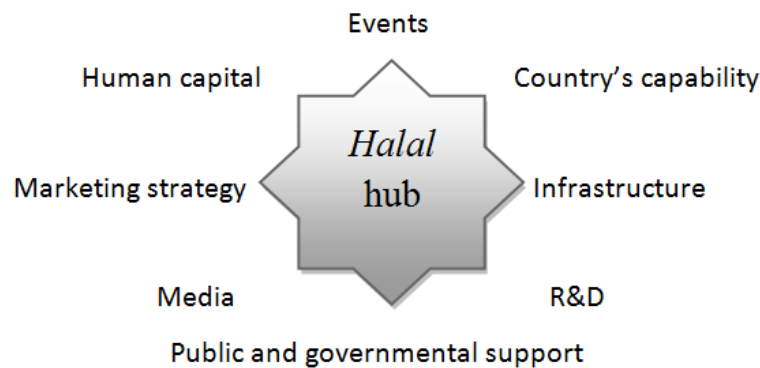 Events
Human capital
Country’s capability
Halal
hub
Marketing strategy
Infrastructure
Media
R&D
Public and governmental support